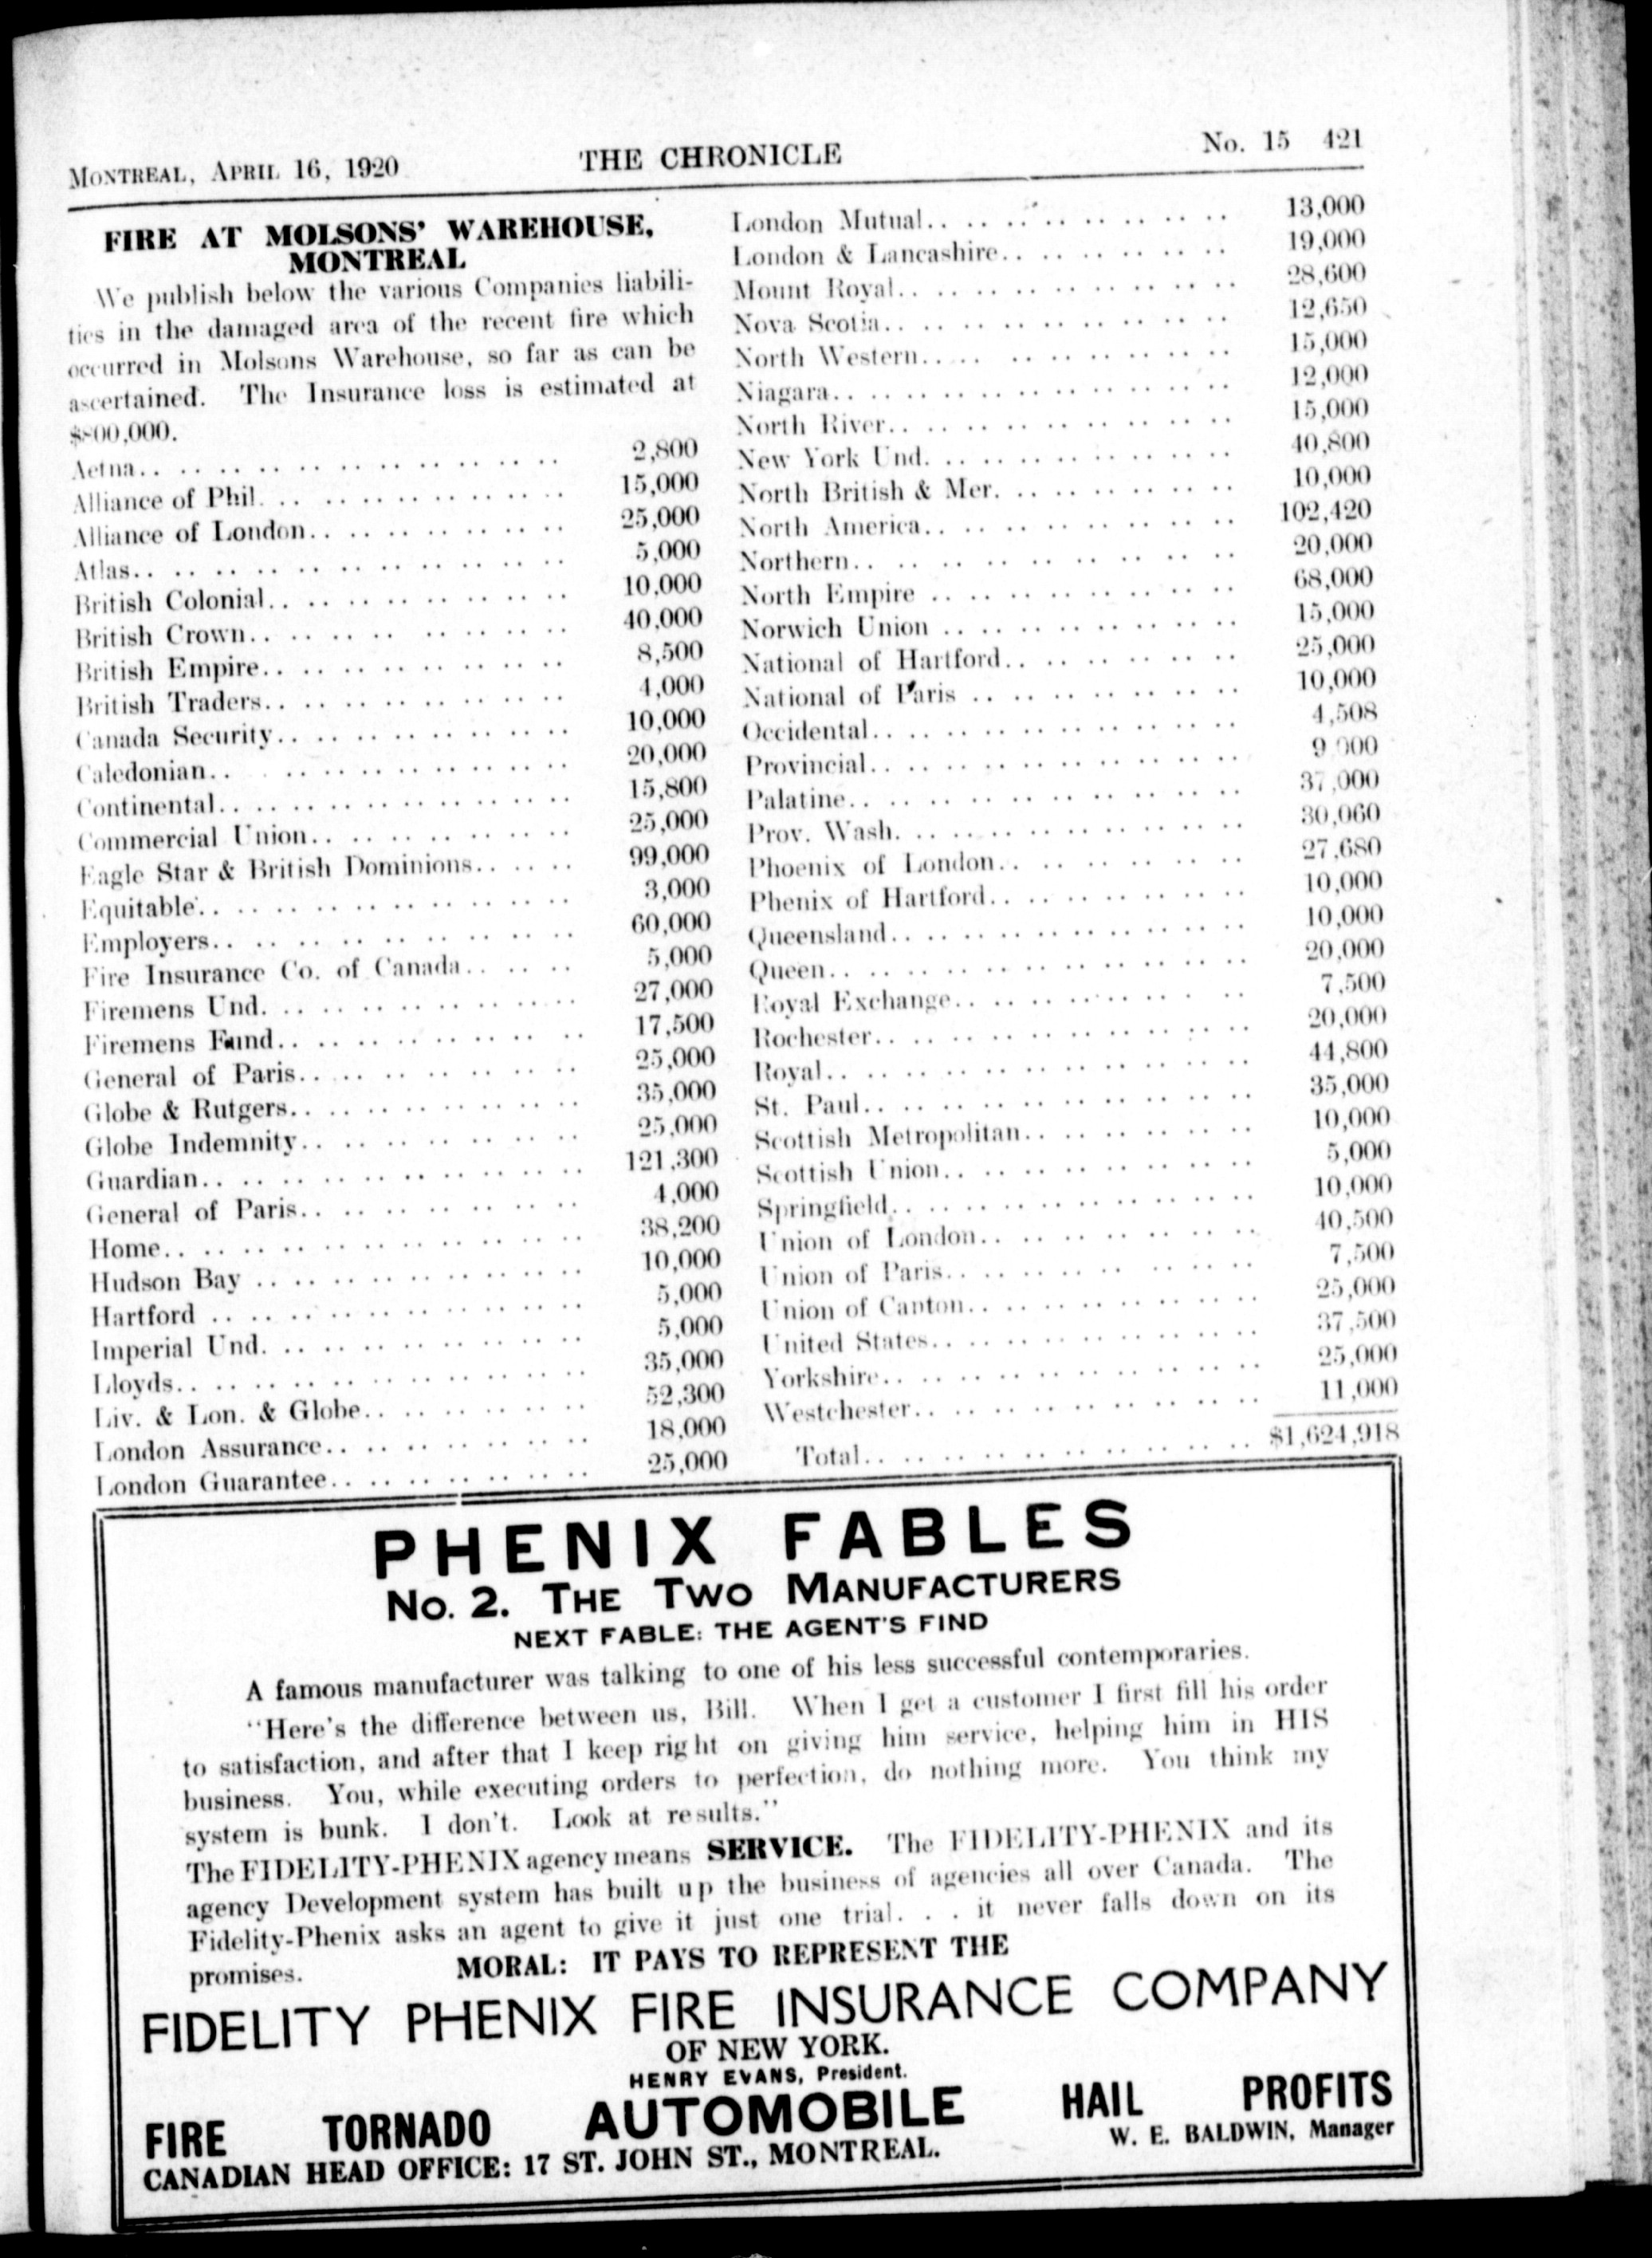 MONTREAL, APRIL 16, 1920 THE CHRONICLE No. 15 421
FIRE AT MOLSONS' WAREHOUSE,
MONTREAL
We publish below the various Companies liabili-
ties in the damaged area of the recent fire which
occurred in Molsons Warehouse, so far as can be
ascertained. The Insurance loss is estimated at
$800,000.
Aetna.. .. .. .. .. .. 2,800
Alliance of Phil. .. .. .. .. .. 15,000
Alliance of London.. .. .. .. .. 25,000
Atlas.. .. .. .. .. .. 5,000
British Colonial.. .. .. .. .. 10,000
British Crown.. .. .. .. .. 40,000
British Empire.. .. .. .. .. 8,500
British Traders.. .. .. .. .. 4,000
Canada Security.. .. .. .. .. 10,000
Caledonian.. .. .. .. .. 20,000
Continental.. .. .. .. .. 15,800
Commercial Union.. .. .. .. .. 25,000
Eagle Star & British Dominions.. .. .. 99,000
Equitable.. .. .. .. .. 3,000
Employers.. .. .. .. .. 60,000
Fire Insurance Co. of Canada.. .. .. 5,000
Firemens Und. .. .. .. .. 27,000
Firemens Fund.. .. .. .. .. 17,500
General of Paris.. .. .. .. .. 25,000
Globe & Rutgers.. .. .. .. .. 35,000
Globe Indemnity.. .. .. .. .. 25,000
Guardian.. .. .. .. .. 121,300
General of Paris.. .. .. .. .. 4,000
Home.. .. .. .. .. 38,200
Hudson Bay .. .. .. .. .. 10,000
Hartford .. .. .. .. .. 5,000
Imperial Und. .. .. .. .. 5,000
Lloyds.. .. .. .. .. 35,000
Liv. & Lon. & Globe.. .. .. .. 52,300
London Assurance.. .. .. .. .. 18,000
London Guarantee.. .. .. .. .. 25,000
London Mutual.. .. .. .. .. 13,000
London & Lancashire.. .. .. .. .. 19,000
Mount Royal.. .. .. .. .. 28,600
Nova Scotia.. .. .. .. .. 12,650
North Western.. .. .. .. .. 15,000
Niagara.. .. .. .. .. 12,000
North River.. .. .. .. .. 15,000
New York Und. .. .. .. .. 40,800
North British & Mer. .. .. .. .. 10,000
North America.. .. .. .. .. 102,420
Northern.. .. .. .. .. 20,000
North Empire .. .. .. .. .. 68,000
Norwich Union .. .. .. .. .. 15,000
National of Hartford.. .. .. .. .. 25,000
National of Paris .. .. .. .. .. 10,000
Occidental.. .. .. .. .. 4,508
Provincial.. .. .. .. .. 9,000
Palatine.. .. .. .. .. 37,000
Prov. Wash. .. .. .. .. 30,060
Phoenix of London.. .. .. .. .. 27,680
Phenix of Hartford.. .. .. .. .. 10,000
Queensland.. .. .. .. .. 10,000
Queen.. .. .. .. .. 20,000
Royal Exchange.. .. .. .. .. 7,500
Rochester.. .. .. .. .. 20,000
Royal.. .. .. .. .. 44,800
St. Paul.. .. .. .. .. 35,000
Scottish Metropolitan.. .. .. .. .. 10,000
Scottish Union.. .. .. .. .. 5,000
Springfield.. .. .. .. .. 10,000
Union of London.. .. .. .. .. 40,500
Union of Paris.. .. .. .. .. 7,500
Union of Canton.. .. .. .. .. 25,000
United States.. .. .. .. .. 37,500
Yorkshire.. .. .. .. .. 25,000
Westchester.. .. .. .. .. 11,000
Total.. .. .. .. .. $1,624,918
PHENIX FABLES
No. 2. THE TWO MANUFACTURERS
NEXT FABLE: THE AGENT'S FIND
A famous manufacturer was talking to one of his less successful contemporaries.
"Here's the difference between us, Bill. When I get a customer I first fill his order
to satisfaction, and after that I keep right on giving him service, helping him in HIS
business. You, while executing orders to perfection, do nothing more. You think my
system is bunk. I don't. Look at results."
The FIDELITY-PHENIX agency means SERVICE. The FIDELITY-PHENIX and its
agency Development system has built up the business of agencies all over Canada. The
Fidelity-Phenix asks an agent to give it just one trial. . . it never falls down on its
promises. MORAL: IT PAYS TO REPRESENT THE
FIDELITY PHENIX FIRE INSURANCE COMPANY
OF NEW YORK.
HENRY EVANS, President.
FIRE TORNADO AUTOMOBILE HAIL PROFITS
CANADIAN HEAD OFFICE: 17 ST. JOHN ST., MONTREAL. W. E. BALDWIN, Manager